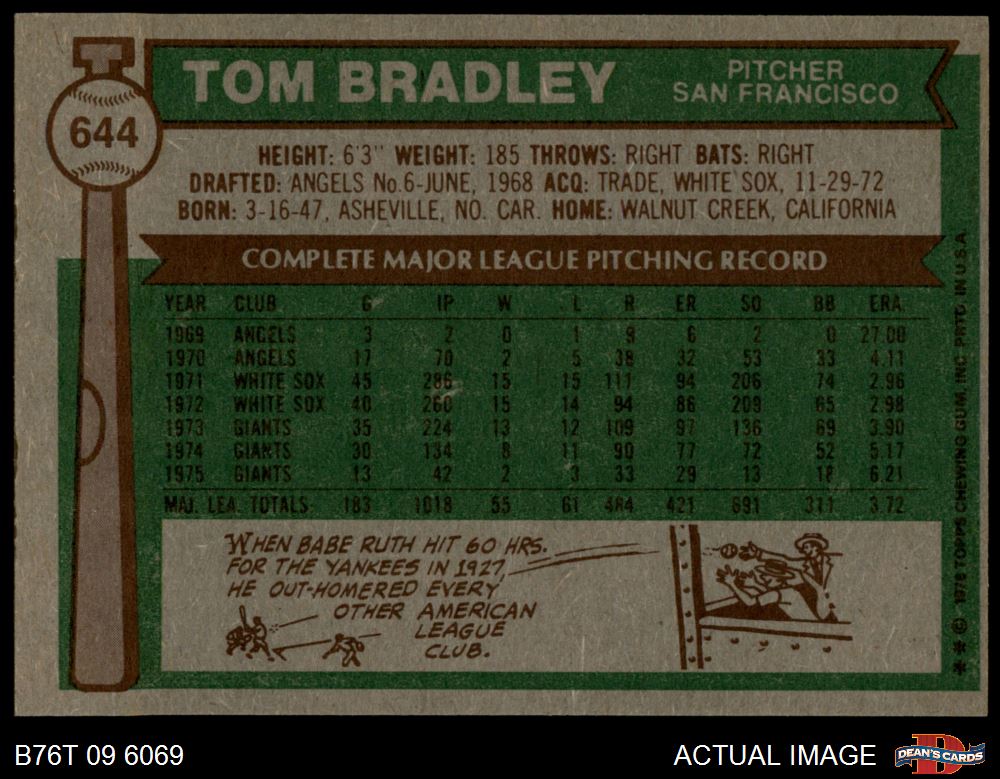 TOM BRADLEY
PITCHER
SAN FRANCISCO
644
HEIGHT: 6'3" WEIGHT: 185 THROWS: RIGHT BATS: RIGHT
DRAFTED: ANGELS No.6-JUNE, 1968 ACQ: TRADE, WHITE SOX, 11-29-72
BORN: 3-16-47, ASHEVILLE, NO. CAR. HOME: WALNUT CREEK, CALIFORNIA
COMPLETE MAJOR LEAGUE PITCHING RECORD
YEAR CLUB G IP W L R ER SO BB ERA
1969 ANGELS 3 2 0 1 9 6 2 0 27.00
1970 ANGELS 17 70 2 5 38 32 53 33 4.11
1971 WHITE SOX 45 286 15 15 111 94 206 74 2.96
1972 WHITE SOX 40 260 15 14 94 86 209 65 2.98
1973 GIANTS 35 224 13 12 109 97 136 69 3.90
1974 GIANTS 30 134 8 11 90 77 72 52 5.17
1975 GIANTS 13 42 2 3 33 29 13 18 6.21
MAJ. LEA. TOTALS 183 1018 55 61 484 421 691 311 3.72
WHEN BABE RUTH HIT 60 HRS.
FOR THE YANKEES IN 1927,
HE OUT-HOMERED EVERY
OTHER AMERICAN
LEAGUE
CLUB.
** © 1976 TOPPS CHEWING GUM, INC. PRTD. IN U.S.A.
B76T 09 6069
ACTUAL IMAGE
DEAN'S CARDS